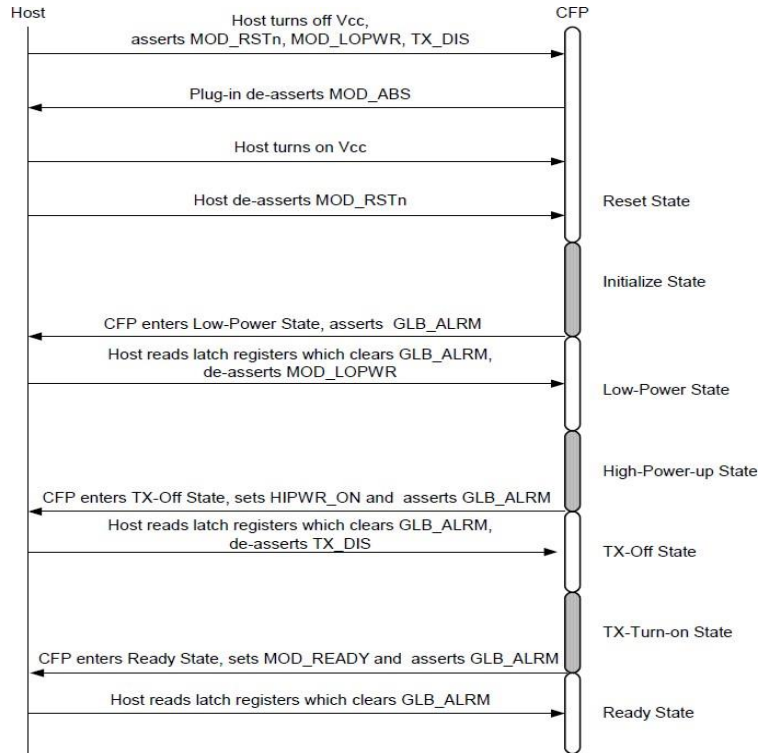 Host
CFP
Host turns off Vcc,
asserts MOD_RSTn, MOD_LOPWR, TX_DIS
Plug-in de-asserts MOD_ABS
Host turns on Vcc
Host de-asserts MOD_RSTn
Reset State
Initialize State
CFP enters Low-Power State, asserts GLB_ALRM
Host reads latch registers which clears GLB_ALRM,
de-asserts MOD_LOPWR
Low-Power State
High-Power-up State
CFP enters TX-Off State, sets HIPWR_ON and asserts GLB_ALRM
Host reads latch registers which clears GLB_ALRM,
de-asserts TX_DIS
TX-Off State
TX-Turn-on State
CFP enters Ready State, sets MOD_READY and asserts GLB_ALRM
Host reads latch registers which clears GLB_ALRM
Ready State